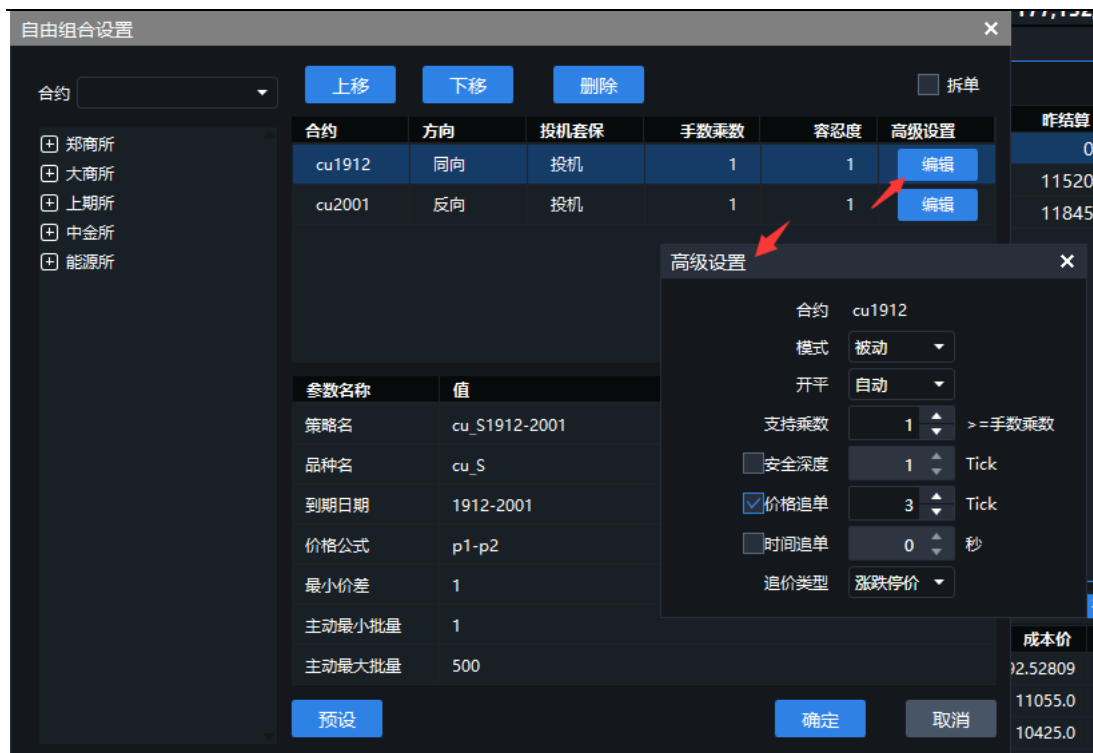 自由组合设置
合约
上移 下移 删除 拆单
郑商所
大商所
上期所
中金所
能源所
合约 方向 投机套保 手数乘数 容忍度 高级设置
cu1912 同向 投机 1 1 编辑
cu2001 反向 投机 1 1 编辑
昨结算
0
11520
11845
高级设置
合约 cu1912
模式 被动
开平 自动
支持乘数 1 >=手数乘数
安全深度 1 Tick
价格追单 3 Tick
时间追单 0 秒
追价类型 涨跌停价
参数名称 值
策略名 cu_S1912-2001
品种名 cu_S
到期日期 1912-2001
价格公式 p1-p2
最小价差 1
主动最小批量 1
主动最大批量 500
预设 确定 取消
成本价
92.52809
11055.0
10425.0